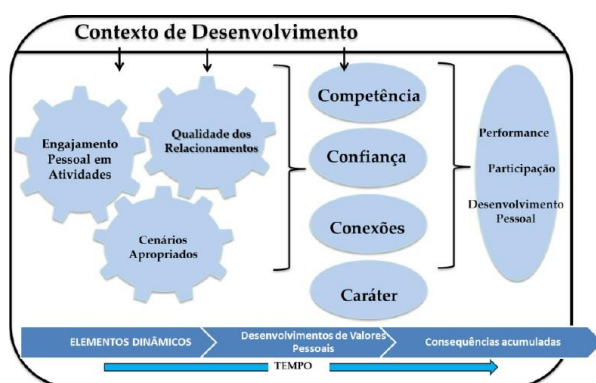 Contexto de Desenvolvimento
Engajamento
Pessoal em
Atividades
Qualidade dos
Relacionamentos
Cenários
Apropriados
Competência
Confiança
Conexões
Caráter
Performance
Participação
Desenvolvimento
Pessoal
ELEMENTOS DINÂMICOS
Desenvolvimentos de Valores
Pessoais
Consequências acumuladas
TEMPO